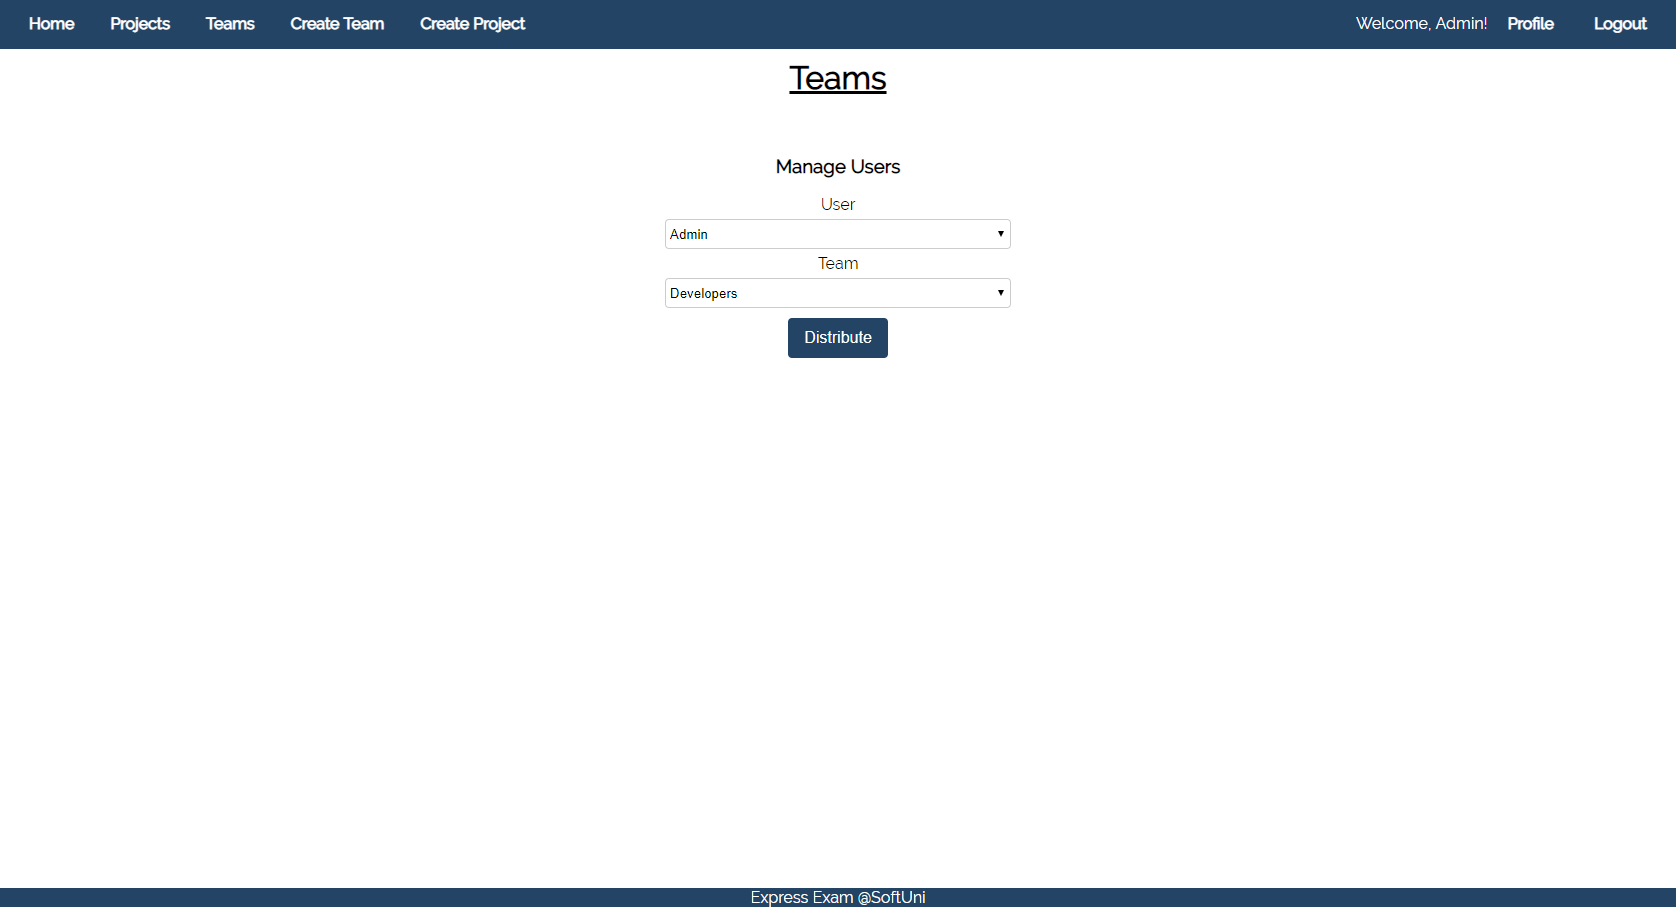 Home Projects Teams Create Team Create Project Welcome, Admin! Profile Logout
Teams
Manage Users
User
Admin
Team
Developers
Distribute
Express Exam @SoftUni